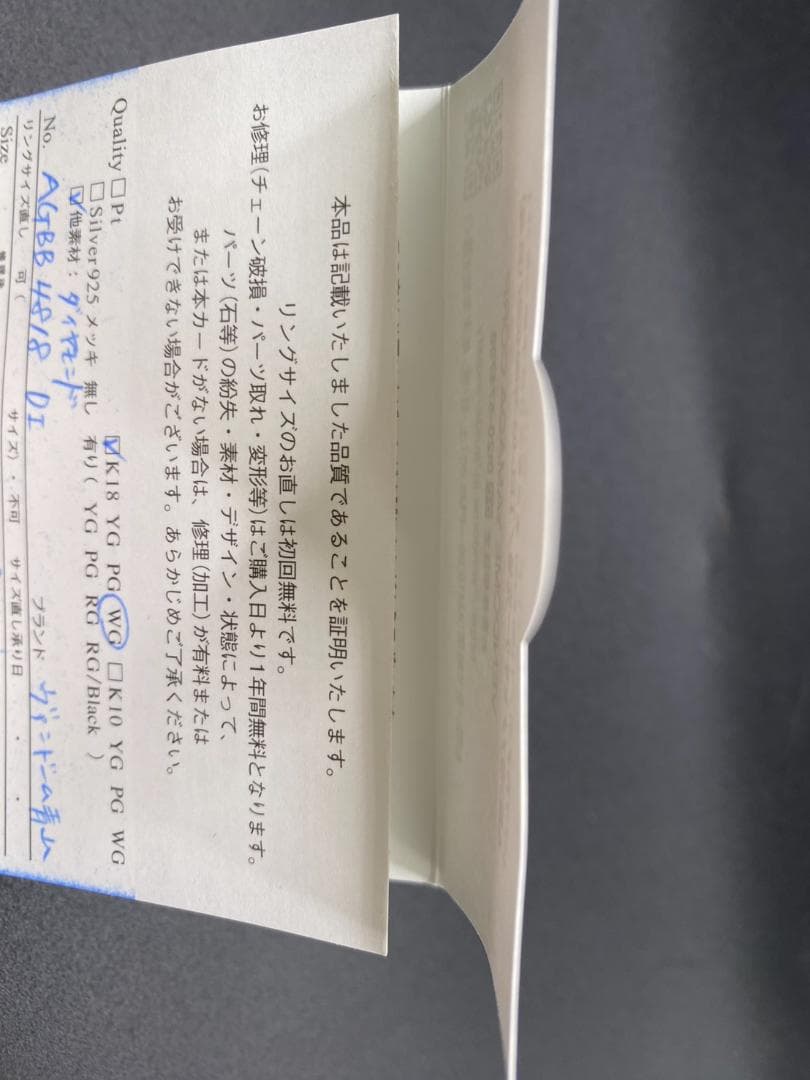 本品は記載いたしました品質であることを証明いたします。
リングサイズのお直しは初回無料です。
お修理(チェーン破損・パーツ取れ・変形等)はご購入日より1年間無料となります。
パーツ(石等)の紛失・素材・デザイン・状態によって、
または本カードがない場合は、修理(加工)が有料または
お受けできない場合がございます。あらかじめご了承ください。
Quality □Pt ☑K18 YG PG WG □K10 YG PG WG
□Silver925 メッキ 無し 有り( YG PG RG RG/Black )
☑他素材: ダイヤモンド
No. AGBB 4818 DI ブランド ヴァンドーム青山
リングサイズ直し 可( サイズ)・不可 サイズ直し承り日 ・ ・
Size